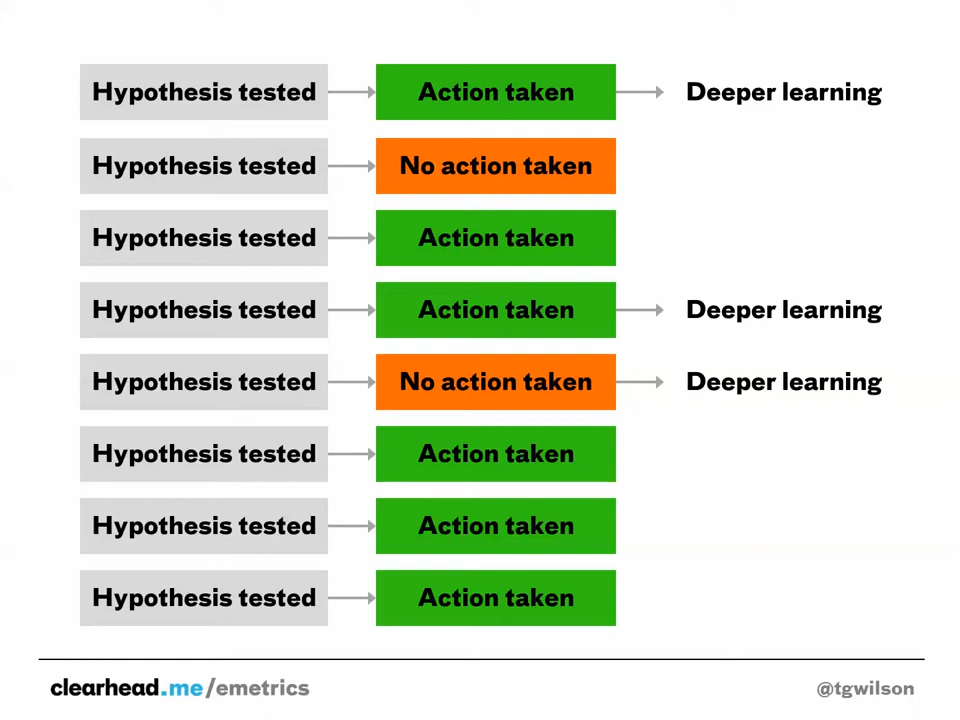 Hypothesis tested Action taken Deeper learning
Hypothesis tested No action taken
Hypothesis tested Action taken
Hypothesis tested Action taken Deeper learning
Hypothesis tested No action taken Deeper learning
Hypothesis tested Action taken
Hypothesis tested Action taken
Hypothesis tested Action taken
clearhead.me/emetrics @tgwilson